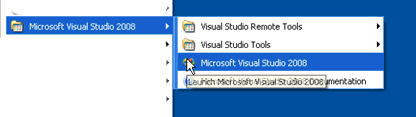 Microsoft Visual Studio 2008
Visual Studio Remote Tools
Visual Studio Tools
Microsoft Visual Studio 2008
Launch Microsoft Visual Studio 2008
umentation